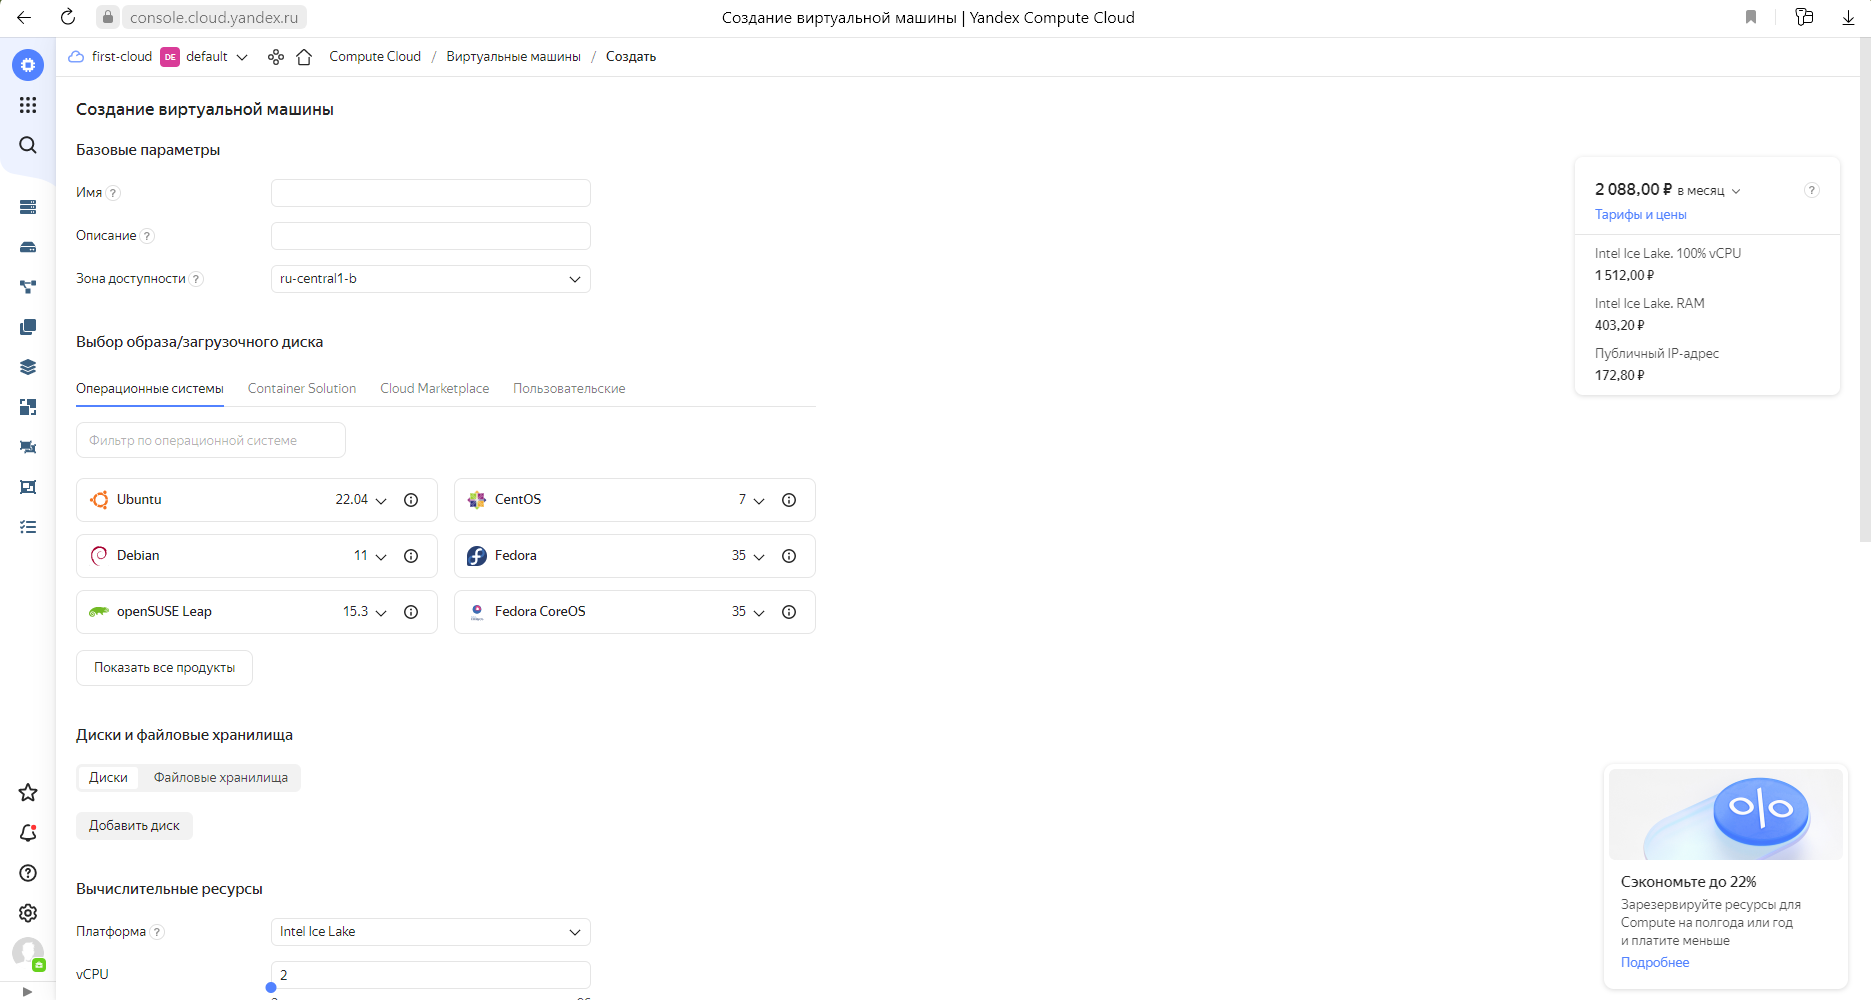 console.cloud.yandex.ru
Создание виртуальной машины | Yandex Compute Cloud
first-cloud DE default Compute Cloud / Виртуальные машины / Создать
Создание виртуальной машины
Базовые параметры
Имя ?
Описание ?
Зона доступности ? ru-central1-b
Выбор образа/загрузочного диска
Операционные системы Container Solution Cloud Marketplace Пользовательские
Фильтр по операционной системе
Ubuntu 22.04
CentOS 7
Debian 11
Fedora 35
openSUSE Leap 15.3
Fedora CoreOS 35
Показать все продукты
Диски и файловые хранилища
Диски Файловые хранилища
Добавить диск
Вычислительные ресурсы
Платформа ? Intel Ice Lake
vCPU 2
2 088,00 ₽ в месяц ?
Тарифы и цены
Intel Ice Lake. 100% vCPU
1 512,00 ₽
Intel Ice Lake. RAM
403,20 ₽
Публичный IP-адрес
172,80 ₽
%
Сэкономьте до 22%
Зарезервируйте ресурсы для
Compute на полгода или год
и платите меньше
Подробнее